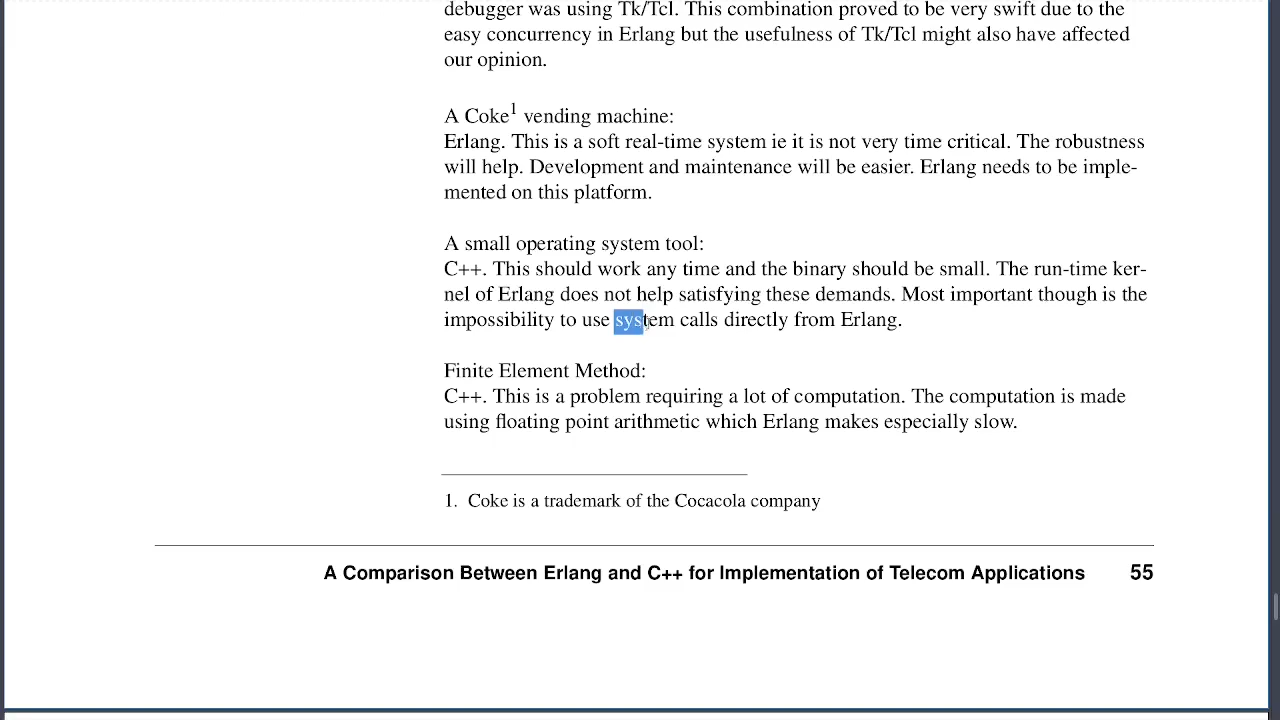 debugger was using Tk/Tcl. This combination proved to be very swift due to the
easy concurrency in Erlang but the usefulness of Tk/Tcl might also have affected
our opinion.
A Coke1 vending machine:
Erlang. This is a soft real-time system ie it is not very time critical. The robustness
will help. Development and maintenance will be easier. Erlang needs to be imple-
mented on this platform.
A small operating system tool:
C++. This should work any time and the binary should be small. The run-time ker-
nel of Erlang does not help satisfying these demands. Most important though is the
impossibility to use system calls directly from Erlang.
Finite Element Method:
C++. This is a problem requiring a lot of computation. The computation is made
using floating point arithmetic which Erlang makes especially slow.
1. Coke is a trademark of the Cocacola company
A Comparison Between Erlang and C++ for Implementation of Telecom Applications 55